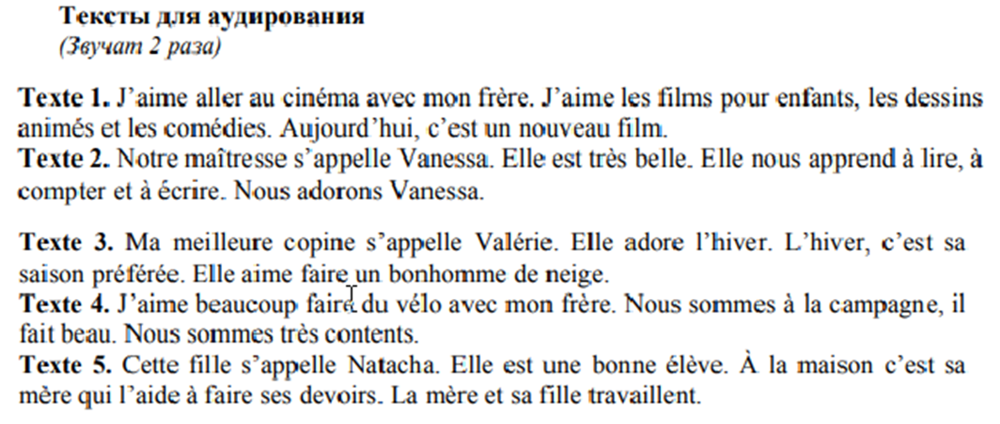 Тексты для аудирования
(Звучат 2 раза)
Texte 1. J’aime aller au cinéma avec mon frère. J’aime les films pour enfants, les dessins
animés et les comédies. Aujourd’hui, c’est un nouveau film.
Texte 2. Notre maîtresse s’appelle Vanessa. Elle est très belle. Elle nous apprend à lire, à
compter et à écrire. Nous adorons Vanessa.
Texte 3. Ma meilleure copine s’appelle Valérie. Elle adore l’hiver. L’hiver, c’est sa
saison préférée. Elle aime faire un bonhomme de neige.
Texte 4. J’aime beaucoup faire du vélo avec mon frère. Nous sommes à la campagne, il
fait beau. Nous sommes très contents.
Texte 5. Cette fille s’appelle Natacha. Elle est une bonne élève. À la maison c’est sa
mère qui l’aide à faire ses devoirs. La mère et sa fille travaillent.